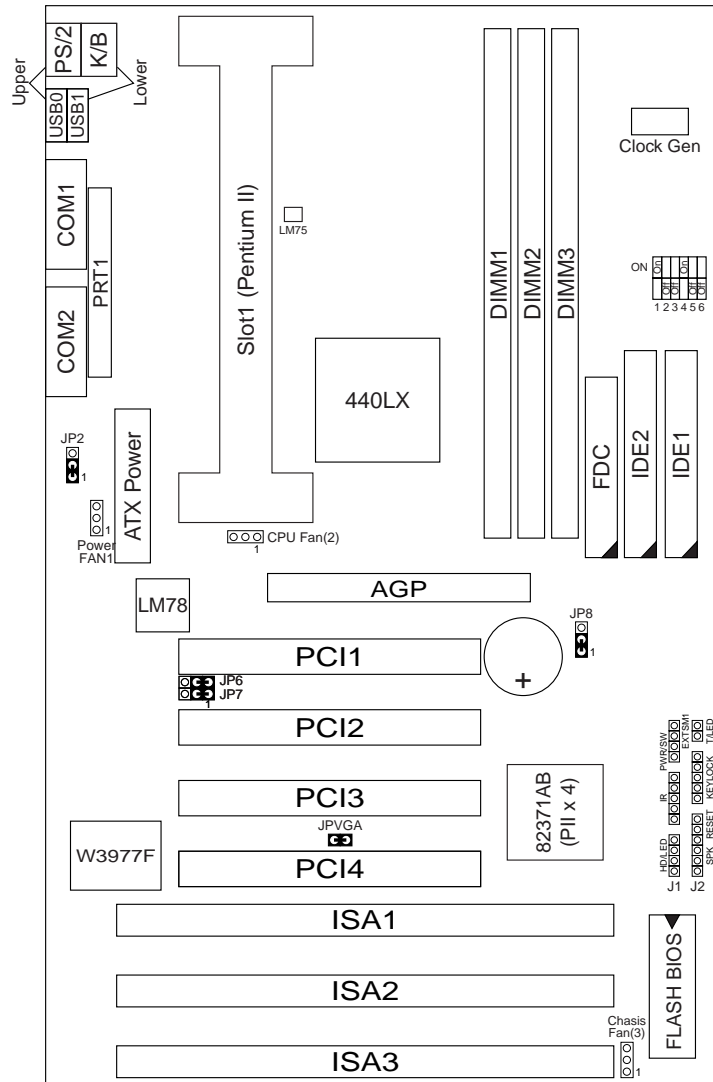 Upper
PS/2
K/B
Lower
USB0
USB1
COM1
PRT1
COM2
Slot1 (Pentium II)
LM75
DIMM1
DIMM2
DIMM3
Clock Gen
ON
On
On
Off
Off
Off
Off
1 2 3 4 5 6
440LX
FDC
IDE2
IDE1
JP2
1
ATX Power
Power
FAN1
1
CPU Fan(2)
1
AGP
LM78
JP8
1
PCI1
+
JP6
JP7
1
PCI2
PCI3
JPVGA
PCI4
82371AB
(PII x 4)
W3977F
PWR/SW
EXTSM1
T/LED
IR
KEYLOCK
HD/LED
SPK
RESET
J1
J2
ISA1
ISA2
ISA3
FLASH BIOS
Chasis
Fan(3)
1